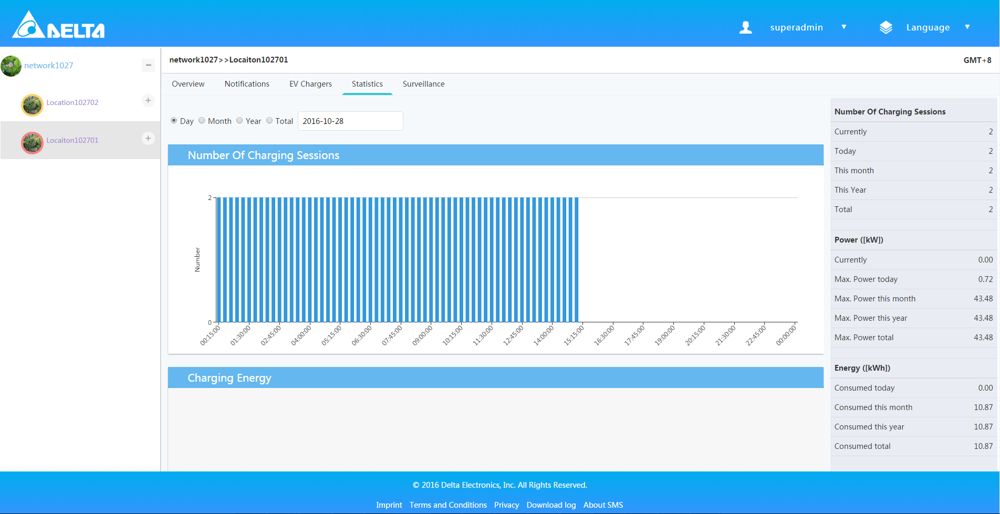 DELTA
superadmin
Language
network1027
Location102702
Locaiton102701
network1027>>Locaiton102701
GMT+8
Overview Notifications EV Chargers Statistics Surveillance
Day Month Year Total 2016-10-28
Number Of Charging Sessions
2
Number
0
00:15:00 01:30:00 02:45:00 04:00:00 05:15:00 06:30:00 07:45:00 09:00:00 10:15:00 11:30:00 12:45:00 14:00:00 15:15:00 16:30:00 17:45:00 19:00:00 20:15:00 21:30:00 22:45:00 00:00:00
Charging Energy
Number Of Charging Sessions
Currently 2
Today 2
This month 2
This Year 2
Total 2
Power ([kW])
Currently 0.00
Max. Power today 0.72
Max. Power this month 43.48
Max. Power this year 43.48
Max. Power total 43.48
Energy ([kWh])
Consumed today 0.00
Consumed this month 10.87
Consumed this year 10.87
Consumed total 10.87
© 2016 Delta Electronics, Inc. All Rights Reserved.
Imprint Terms and Conditions Privacy Download log About SMS